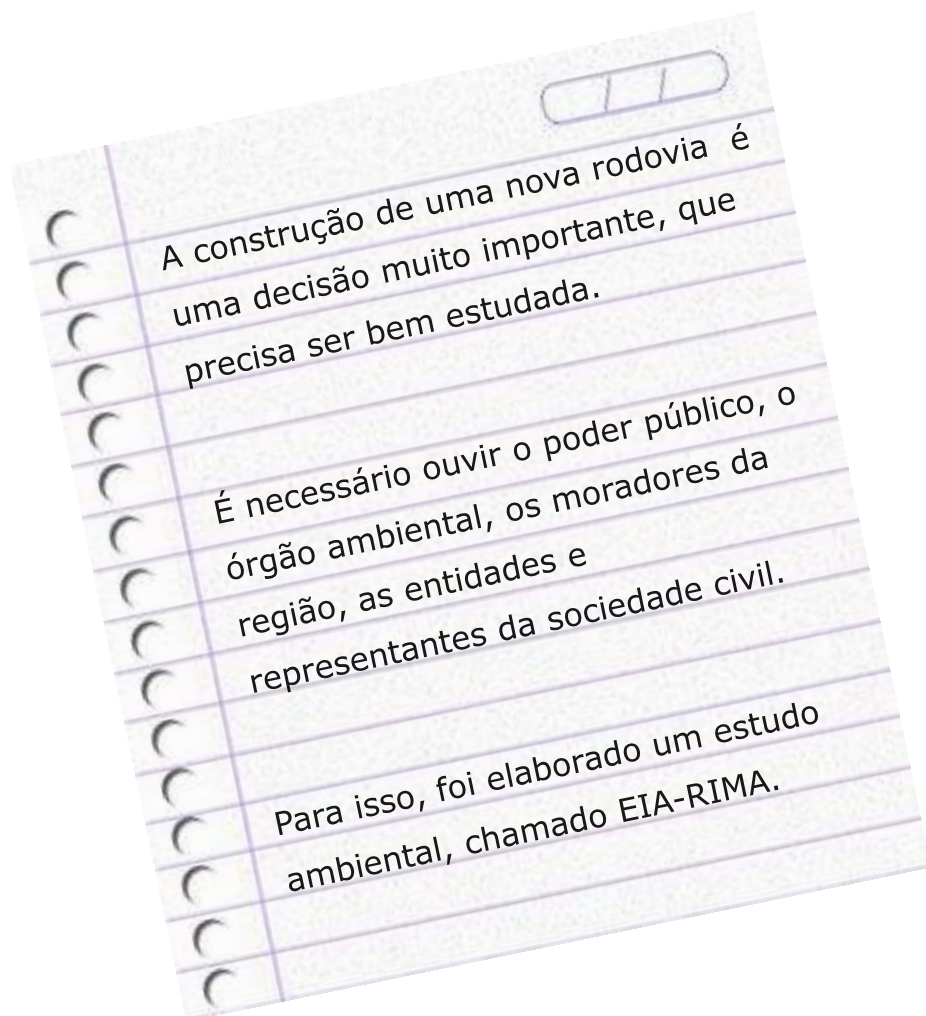 A construção de uma nova rodovia é
uma decisão muito importante, que
precisa ser bem estudada.
É necessário ouvir o poder público, o
órgão ambiental, os moradores da
região, as entidades e
representantes da sociedade civil.
Para isso, foi elaborado um estudo
ambiental, chamado EIA-RIMA.